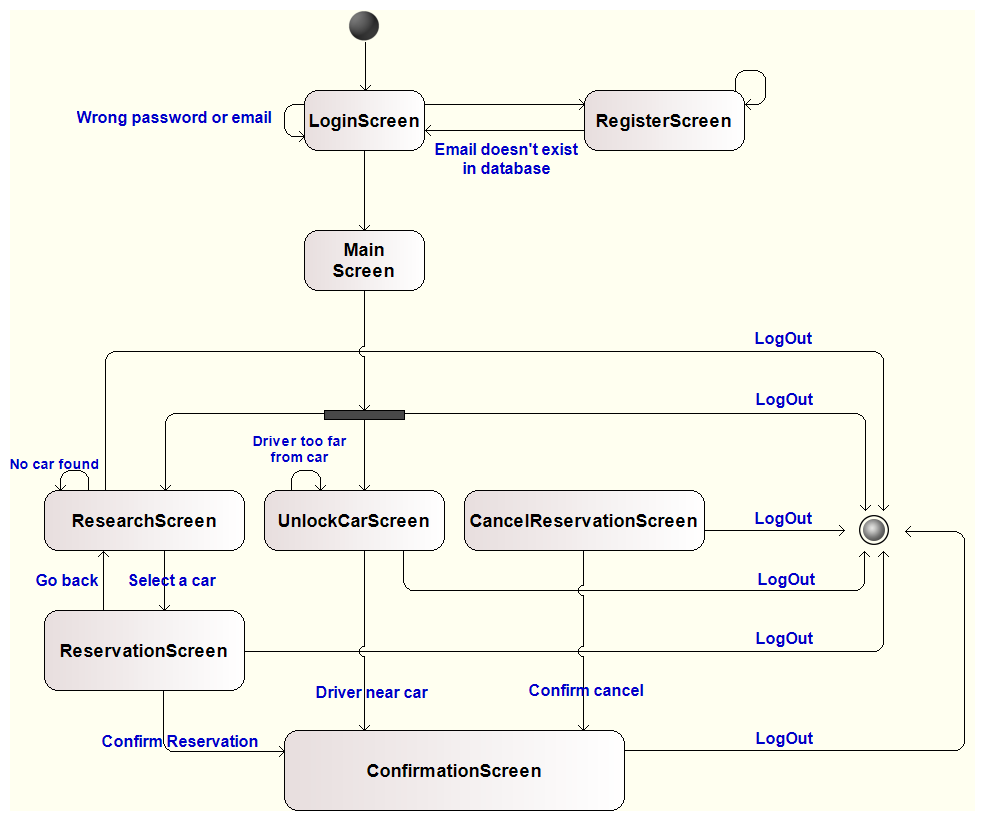 Wrong password or email
LoginScreen
RegisterScreen
Email doesn't exist
in database
Main
Screen
LogOut
LogOut
Driver too far
from car
No car found
ResearchScreen
UnlockCarScreen
CancelReservationScreen
LogOut
Go back
Select a car
LogOut
ReservationScreen
LogOut
Driver near car
Confirm cancel
Confirm Reservation
LogOut
ConfirmationScreen